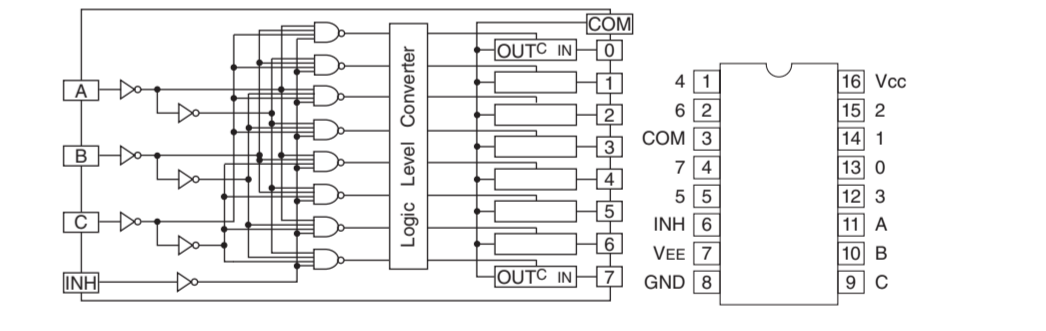 COM
OUT C IN 0
A
1
2
B
3
Logic Level Converter
4
C
5
6
INH
OUT C IN 7
4 1 16 Vcc
6 2 15 2
COM 3 14 1
7 4 13 0
5 5 12 3
INH 6 11 A
VEE 7 10 B
GND 8 9 C